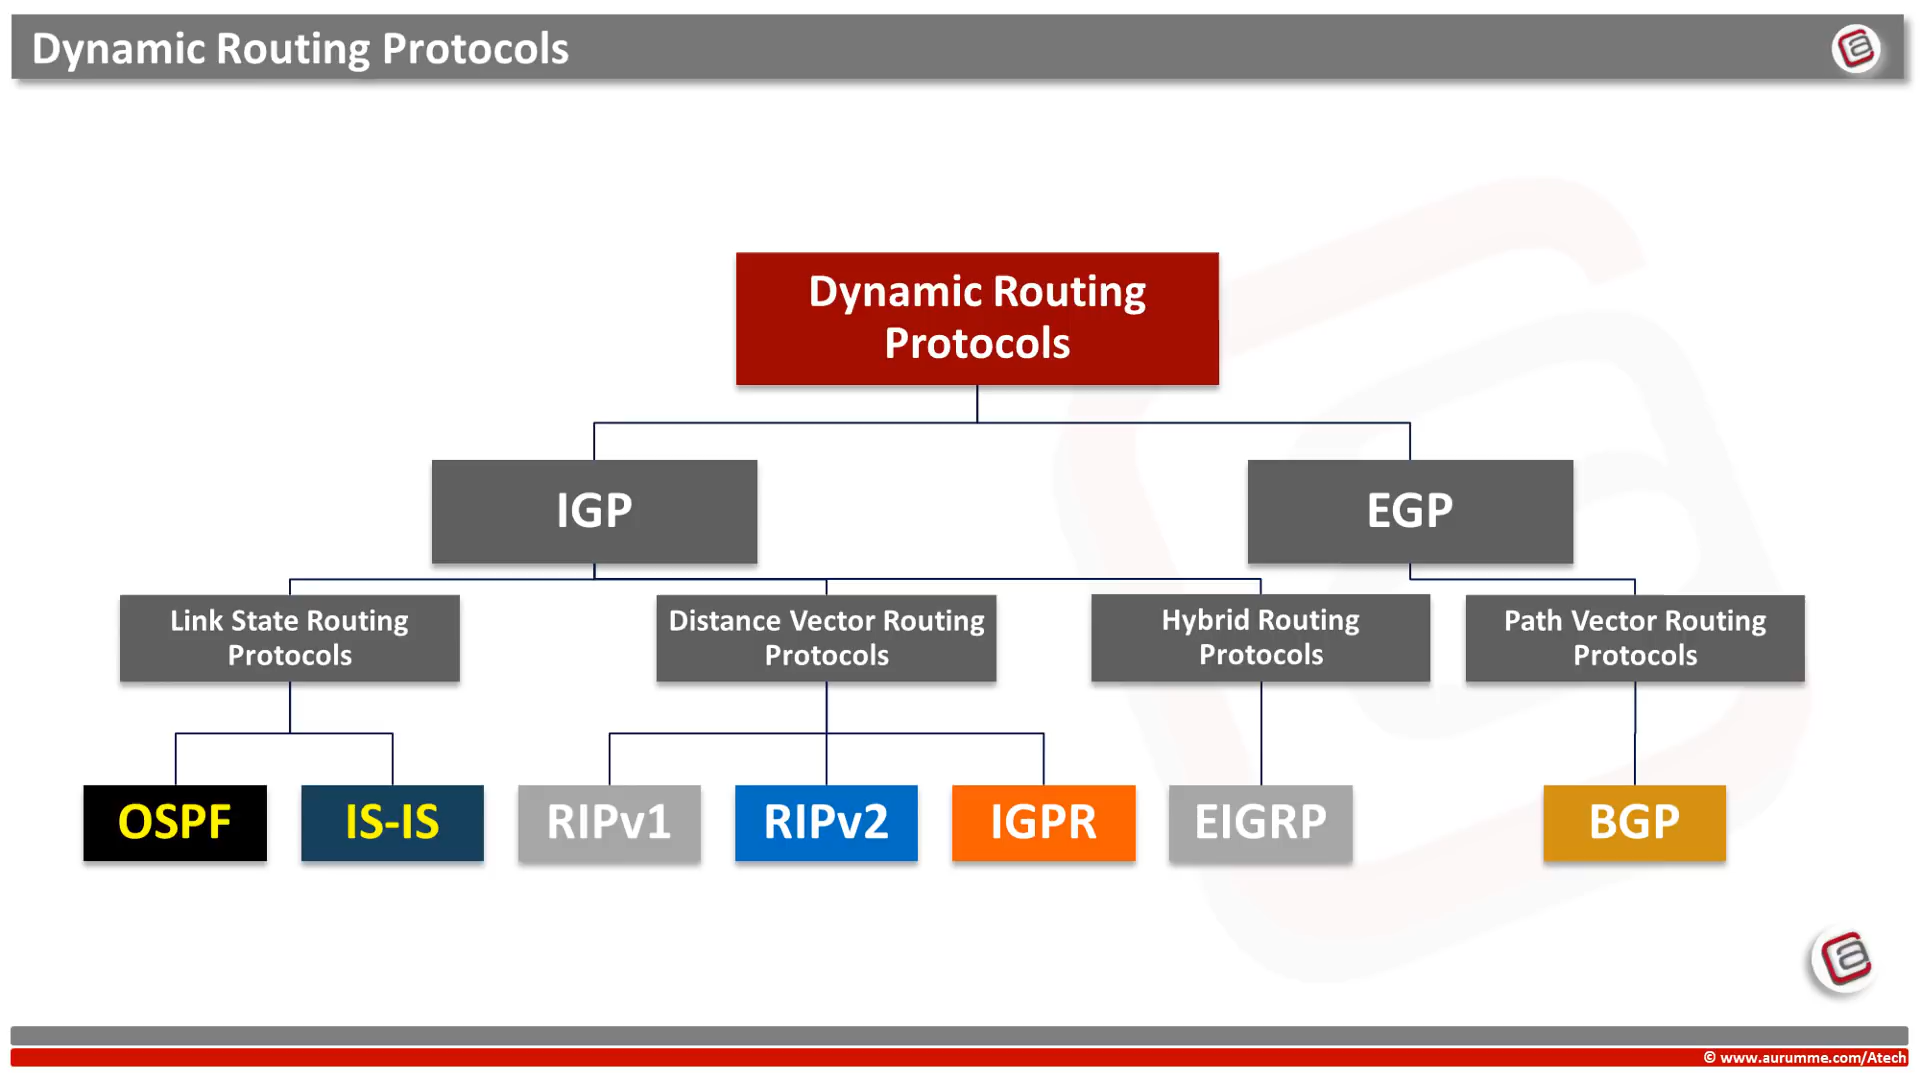 Dynamic Routing Protocols
Dynamic Routing
Protocols
IGP
EGP
Link State Routing
Protocols
Distance Vector Routing
Protocols
Hybrid Routing
Protocols
Path Vector Routing
Protocols
OSPF
IS-IS
RIPv1
RIPv2
IGPR
EIGRP
BGP
© www.aurumme.com/Atech